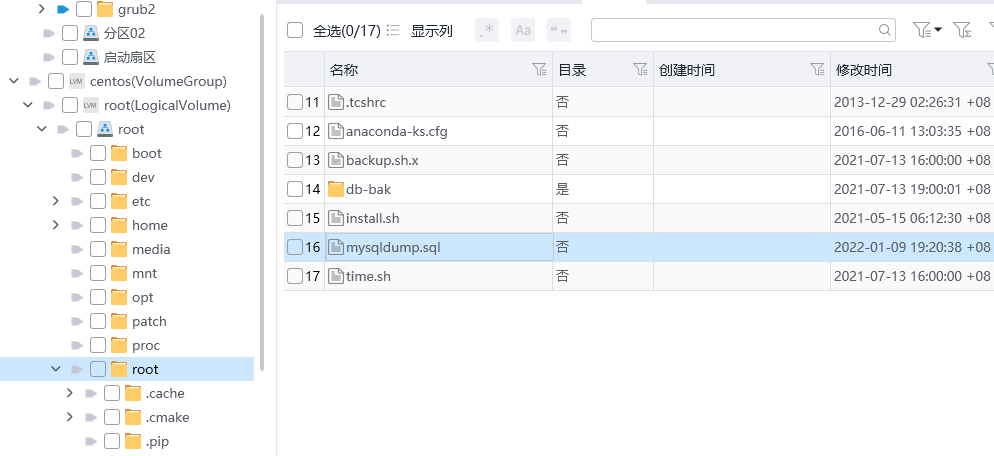 grub2
分区02
启动扇区
centos(VolumeGroup)
root(LogicalVolume)
root
boot
dev
etc
home
media
mnt
opt
patch
proc
root
.cache
.cmake
.pip
全选(0/17) 显示列 .* Aa
名称 目录 创建时间 修改时间
11 .tcshrc 否 2013-12-29 02:26:31 +08
12 anaconda-ks.cfg 否 2016-06-11 13:03:35 +08
13 backup.sh.x 否 2021-07-13 16:00:00 +08
14 db-bak 是 2021-07-13 19:00:01 +08
15 install.sh 否 2021-05-15 06:12:30 +08
16 mysqldump.sql 否 2022-01-09 19:20:38 +08
17 time.sh 否 2021-07-13 16:00:00 +08